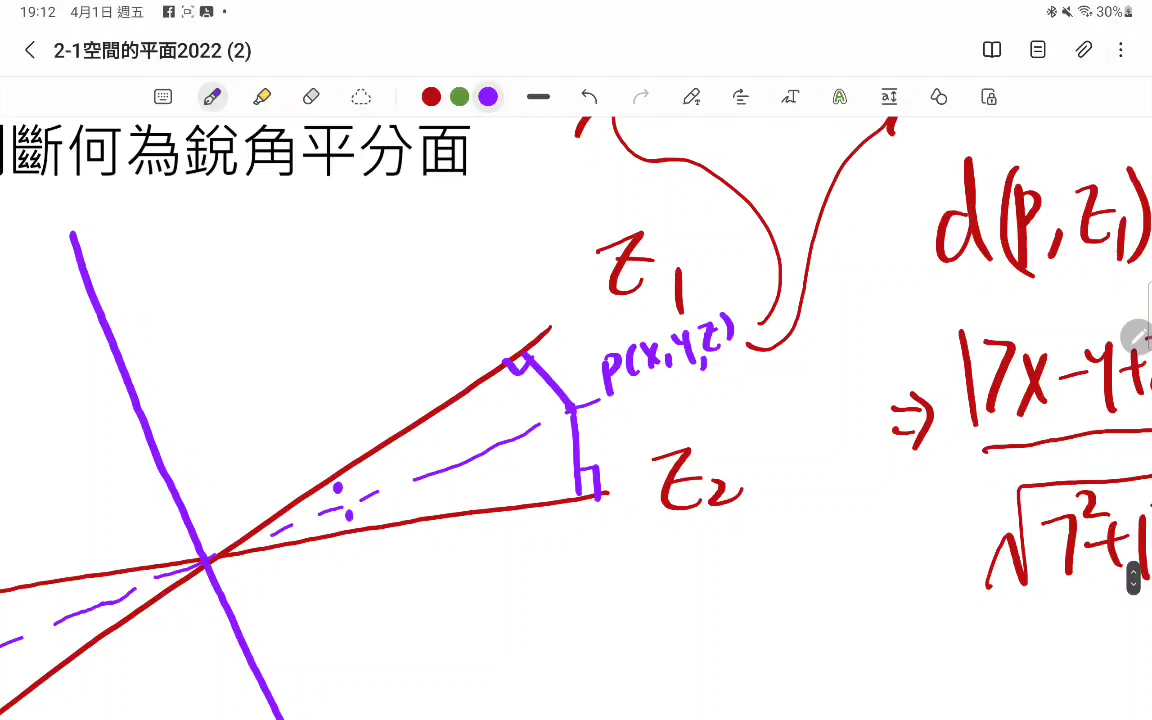 19:12 4月1日 週五
30%
2-1空間的平面2022 (2)
斷何為銳角平分面
E1
P(x,y,z)
E2
d(P,E1)
⇒ |7x-y+
√7²+1